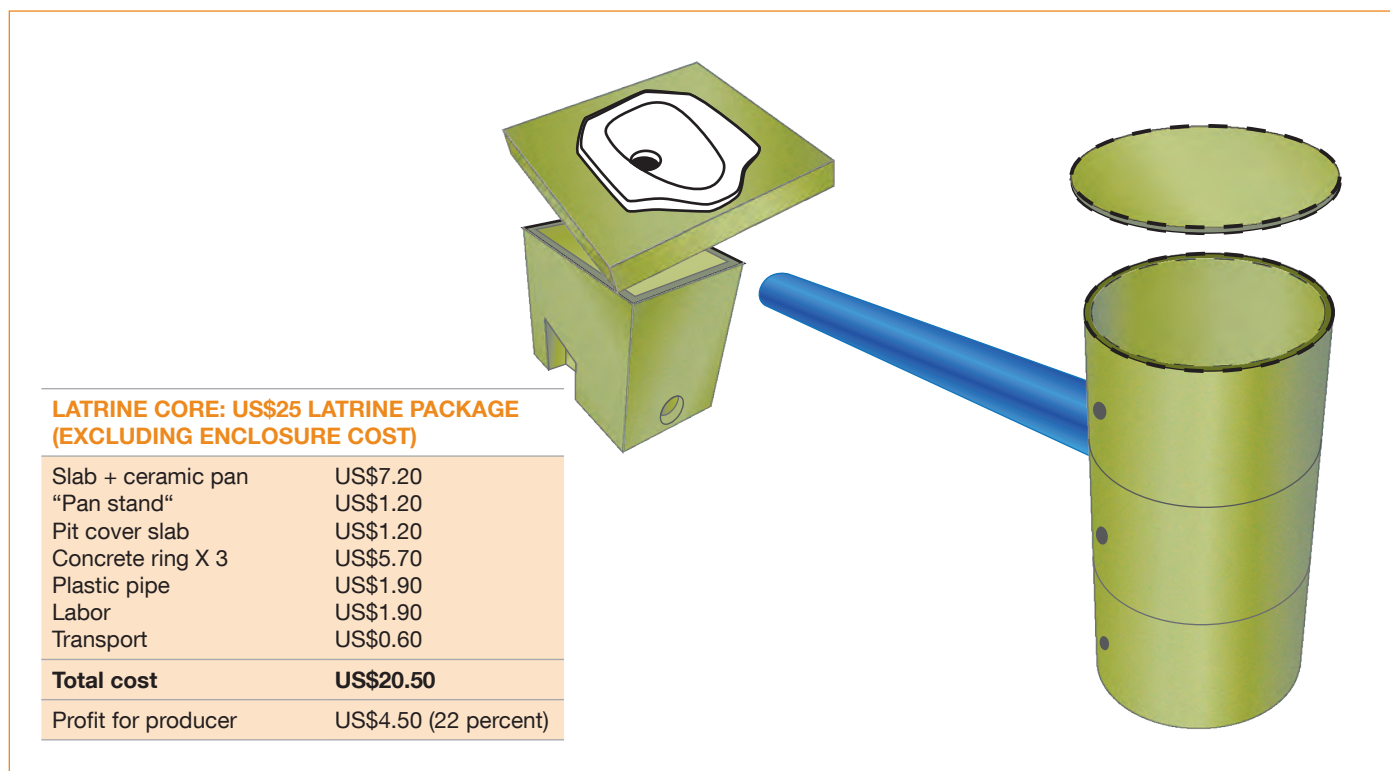 LATRINE CORE: US$25 LATRINE PACKAGE
(EXCLUDING ENCLOSURE COST)
Slab + ceramic pan US$7.20
“Pan stand“ US$1.20
Pit cover slab US$1.20
Concrete ring X 3 US$5.70
Plastic pipe US$1.90
Labor US$1.90
Transport US$0.60
Total cost US$20.50
Profit for producer US$4.50 (22 percent)